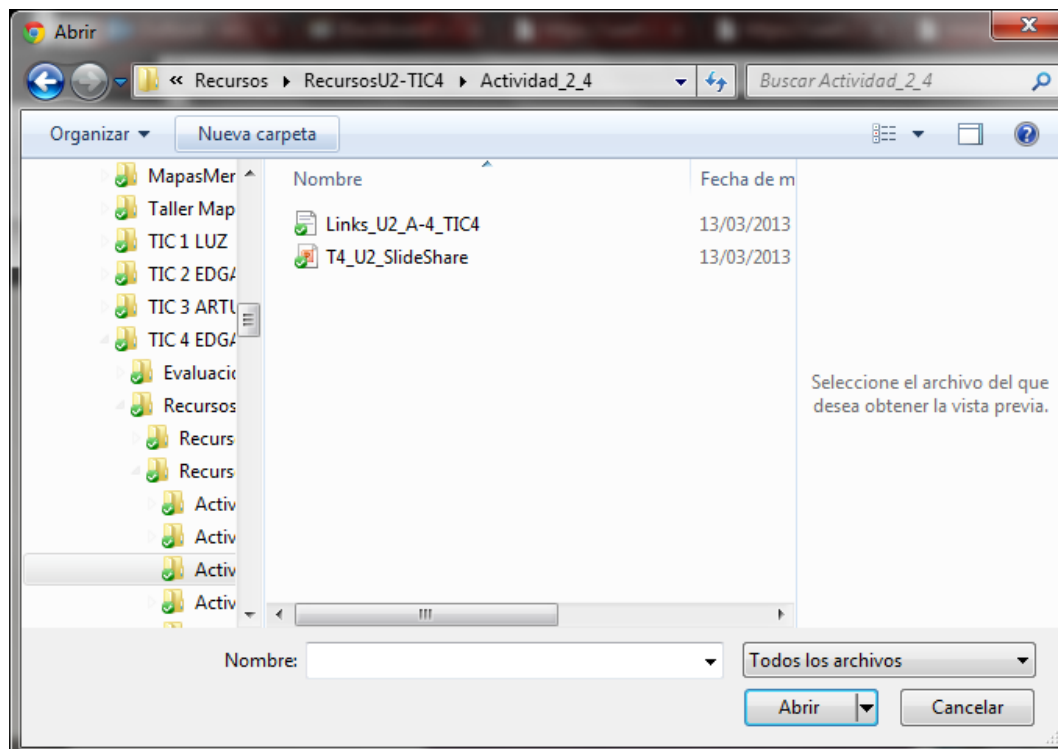 Abrir
« Recursos ▸ RecursosU2-TIC4 ▸ Actividad_2_4
Buscar Actividad_2_4
Organizar
Nueva carpeta
MapasMer
Taller Map
TIC 1 LUZ
TIC 2 EDGA
TIC 3 ARTU
TIC 4 EDGA
Evaluacio
Recursos
Recurs
Recurs
Activ
Activ
Activ
Activ
Nombre
Fecha de m
Links_U2_A-4_TIC4
13/03/2013
T4_U2_SlideShare
13/03/2013
Seleccione el archivo del que
desea obtener la vista previa.
Nombre:
Todos los archivos
Abrir
Cancelar